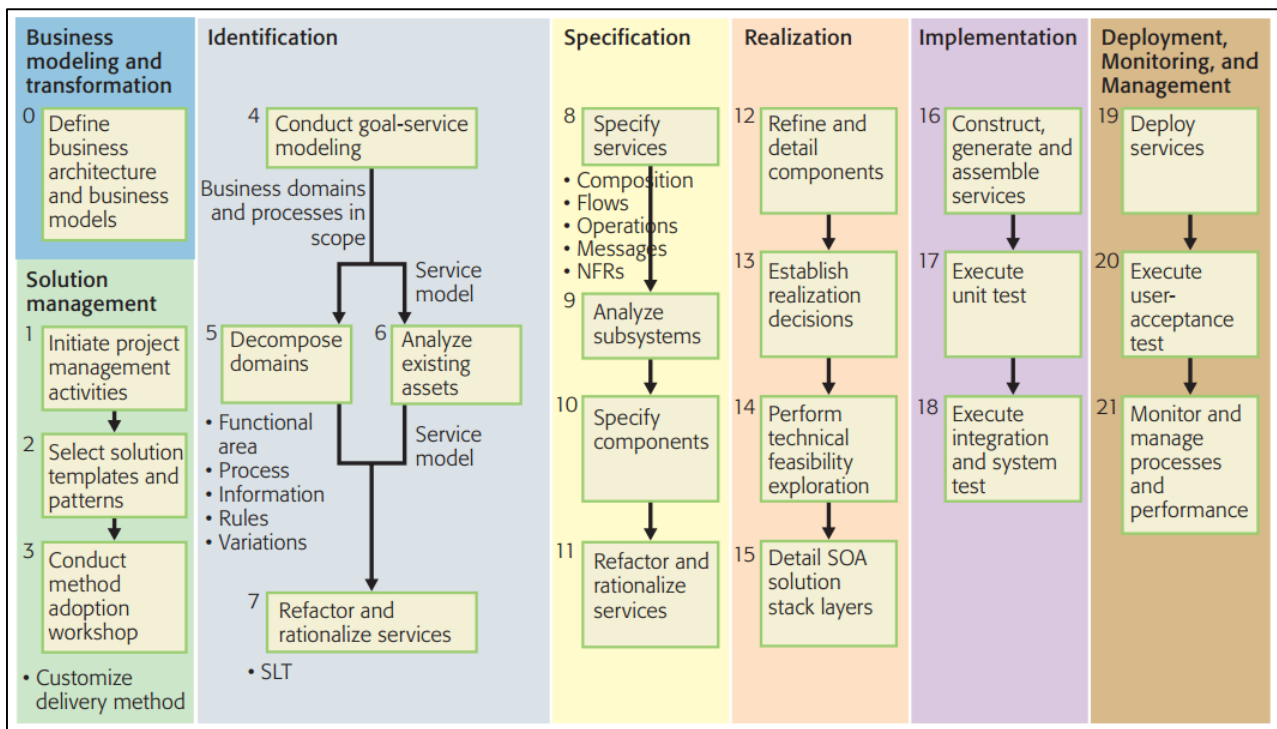 Business
modeling and
transformation
0
Define
business
architecture
and business
models
Solution
management
1
Initiate project
management
activities
2
Select solution
templates and
patterns
3
Conduct
method
adoption
workshop
• Customize
delivery method
Identification
4
Conduct goal-service
modeling
Business domains
and processes in
scope
Service
model
5
Decompose
domains
6
Analyze
existing
assets
• Functional
area
• Process
• Information
• Rules
• Variations
Service
model
7
Refactor and
rationalize services
• SLT
Specification
8
Specify
services
• Composition
• Flows
• Operations
• Messages
• NFRs
9
Analyze
subsystems
10
Specify
components
11
Refactor and
rationalize
services
Realization
12
Refine and
detail
components
13
Establish
realization
decisions
14
Perform
technical
feasibility
exploration
15
Detail SOA
solution
stack layers
Implementation
16
Construct,
generate and
assemble
services
17
Execute
unit test
18
Execute
integration
and system
test
Deployment,
Monitoring, and
Management
19
Deploy
services
20
Execute
user-
acceptance
test
21
Monitor and
manage
processes
and
performance